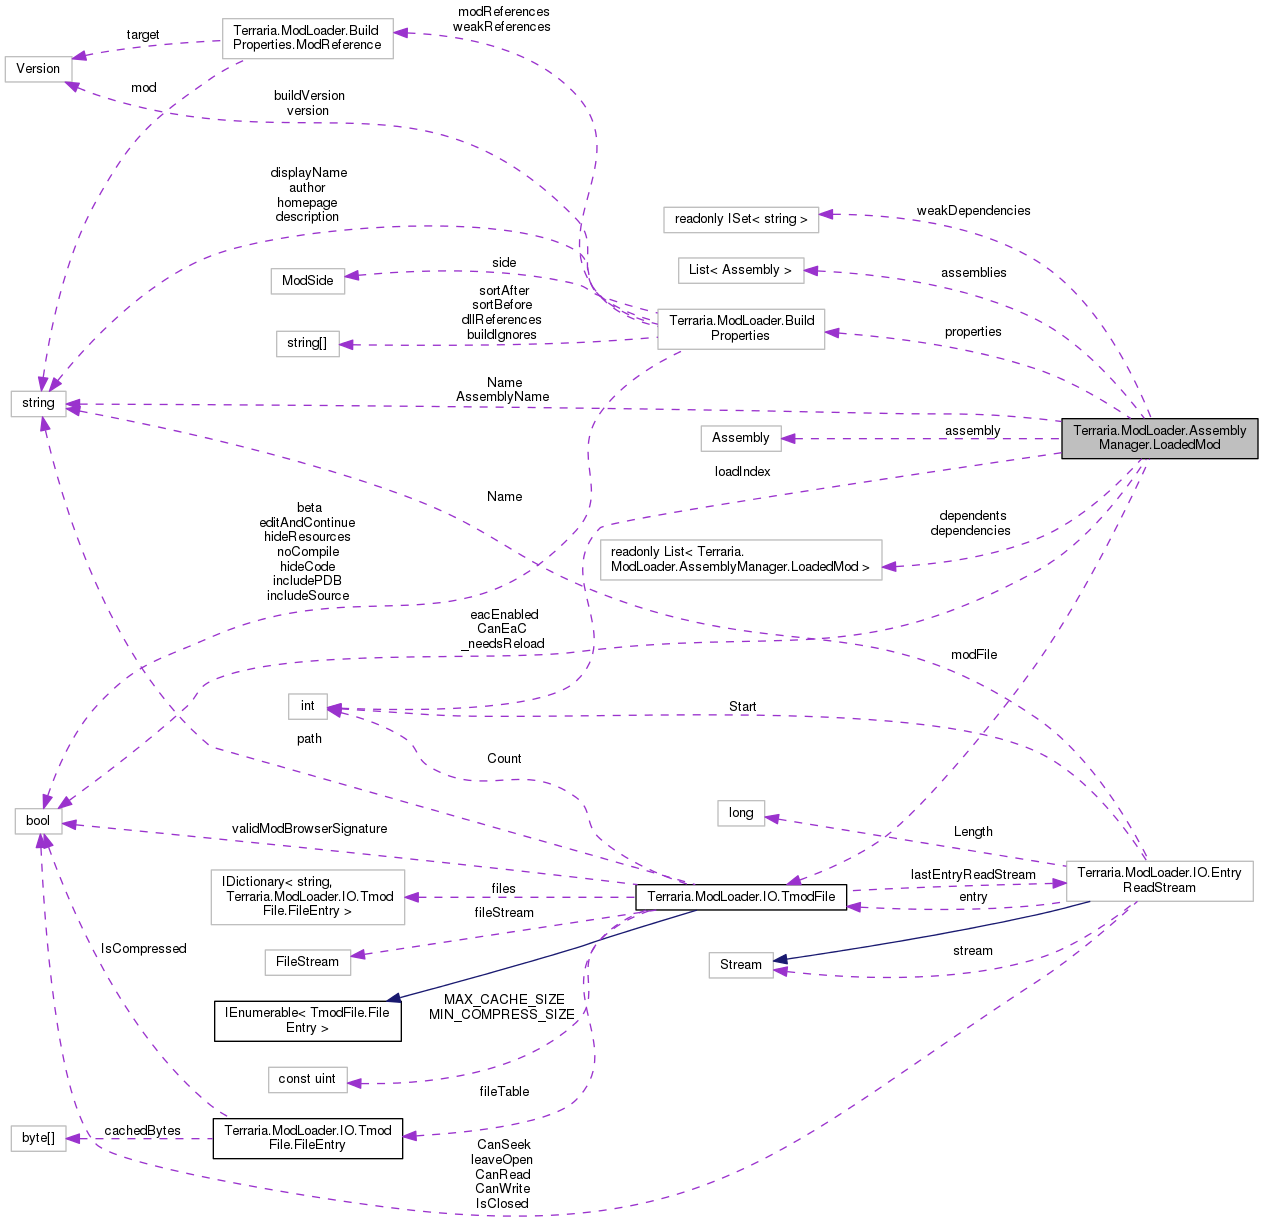 modReferences
weakReferences
Terraria.ModLoader.Build
Properties.ModReference
target
Version
mod
buildVersion
version
displayName
author
homepage
description
readonly ISet< string >
weakDependencies
side
ModSide
List< Assembly >
assemblies
sortAfter
sortBefore
dllReferences
buildIgnores
string[]
Terraria.ModLoader.Build
Properties
properties
Name
AssemblyName
string
Assembly
assembly
Terraria.ModLoader.Assembly
Manager.LoadedMod
loadIndex
Name
beta
editAndContinue
hideResources
noCompile
hideCode
includePDB
includeSource
dependents
dependencies
readonly List< Terraria.
ModLoader.AssemblyManager.LoadedMod >
eacEnabled
CanEaC
_needsReload
modFile
int
Start
path
Count
bool
long
Length
validModBrowserSignature
IDictionary< string,
Terraria.ModLoader.IO.Tmod
File.FileEntry >
files
Terraria.ModLoader.IO.TmodFile
lastEntryReadStream
entry
Terraria.ModLoader.IO.Entry
ReadStream
fileStream
FileStream
IsCompressed
Stream
stream
IEnumerable< TmodFile.File
Entry >
MAX_CACHE_SIZE
MIN_COMPRESS_SIZE
const uint
fileTable
byte[]
cachedBytes
Terraria.ModLoader.IO.Tmod
File.FileEntry
CanSeek
leaveOpen
CanRead
CanWrite
IsClosed